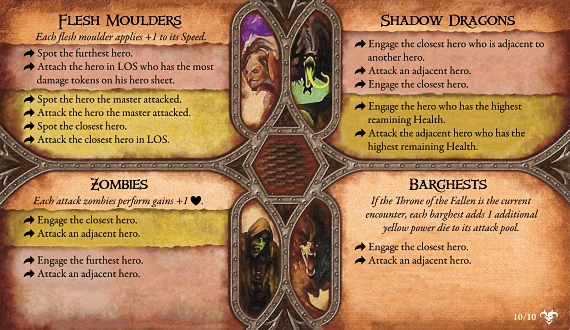 Flesh Moulders
Each flesh moulder applies +1 to its Speed.
Spot the furthest hero.
Attach the hero in LOS who has the most
damage tokens on his hero sheet.
Spot the hero the master attacked.
Attack the hero the master attacked.
Spot the closest hero.
Attack the closest hero in LOS.
Shadow Dragons
Engage the closest hero who is adjacent to
another hero.
Attack an adjacent hero.
Engage the closest hero.
Engage the hero who has the highest
reamining Health.
Attack the adjacent hero who has the
highest remaining Health.
Zombies
Each attack zombies perform gains +1 ♥.
Engage the closest hero.
Attack an adjacent hero.
Engage the furthest hero.
Attack an adjacent hero.
Barghests
If the Throne of the Fallen is the current
encounter, each barghest adds 1 additional
yellow power die to its attack pool.
Engage the closest hero.
Attack an adjacent hero.
10/10